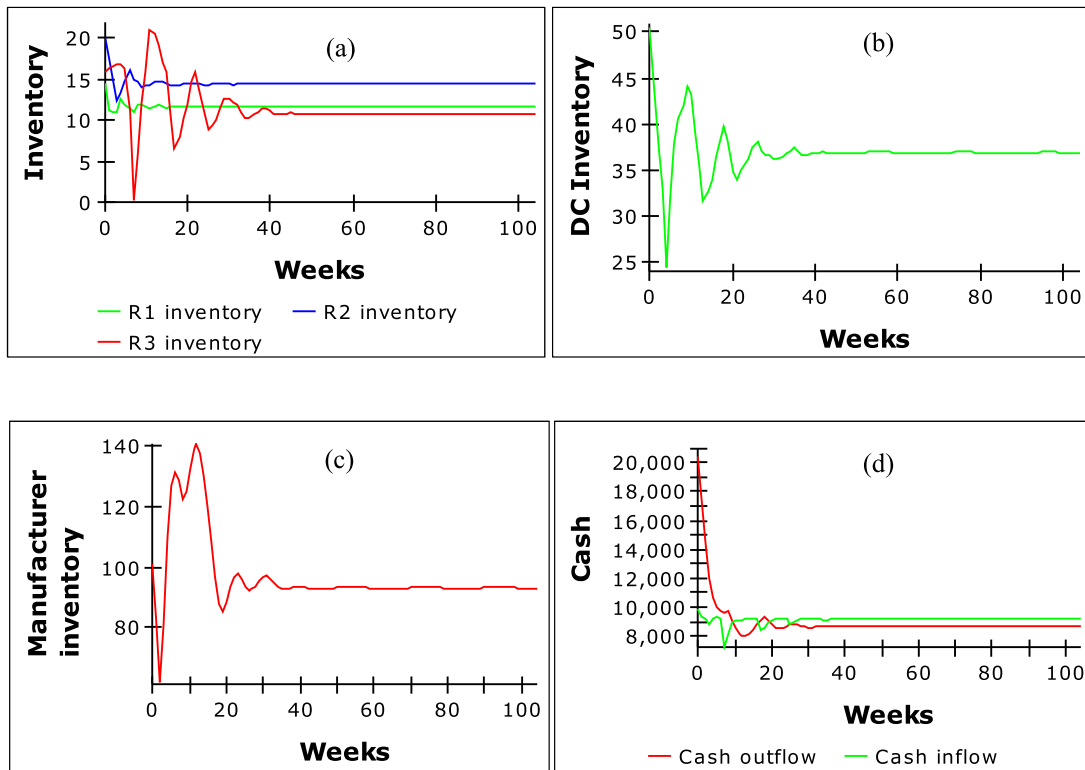 (a)
Inventory
20
15
10
5
0
0 20 40 60 80 100
Weeks
R1 inventory R2 inventory
R3 inventory
(b)
DC Inventory
50
45
40
35
30
25
0 20 40 60 80 100
Weeks
(c)
Manufacturer
inventory
140
120
100
80
0 20 40 60 80 100
Weeks
(d)
Cash
20,000
18,000
16,000
14,000
12,000
10,000
8,000
0 20 40 60 80 100
Weeks
Cash outflow Cash inflow